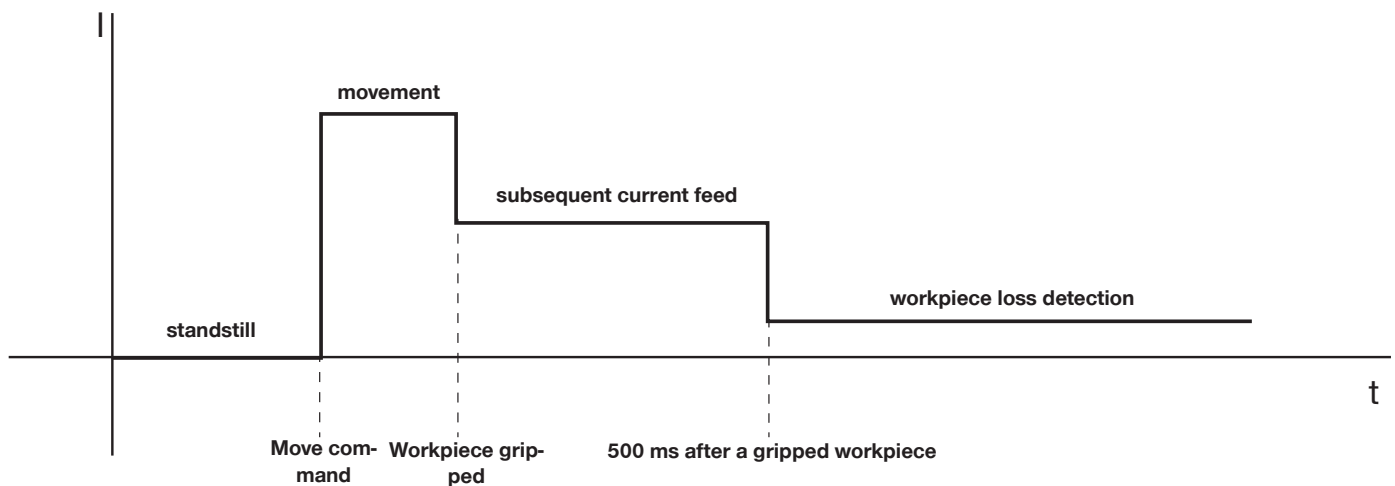 I
movement
subsequent current feed
workpiece loss detection
standstill
t
Move com-
mand
Workpiece grip-
ped
500 ms after a gripped workpiece